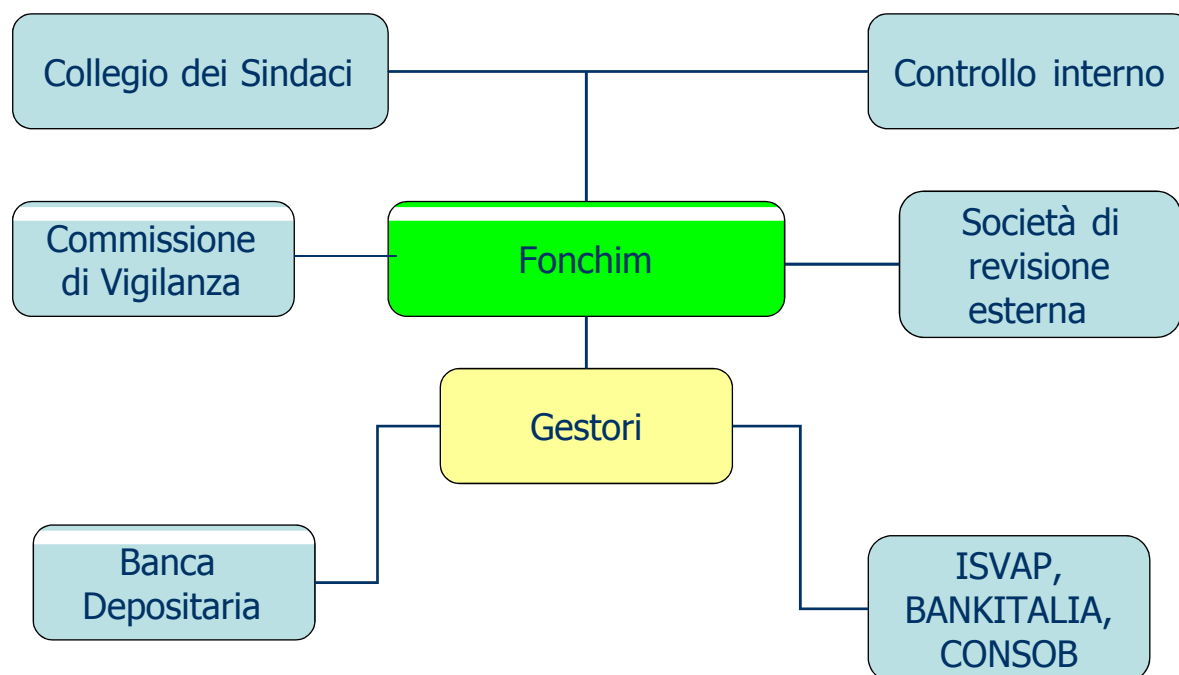 Collegio dei Sindaci
Controllo interno
Commissione
di Vigilanza
Fonchim
Società di
revisione
esterna
Gestori
Banca
Depositaria
ISVAP,
BANKITALIA,
CONSOB